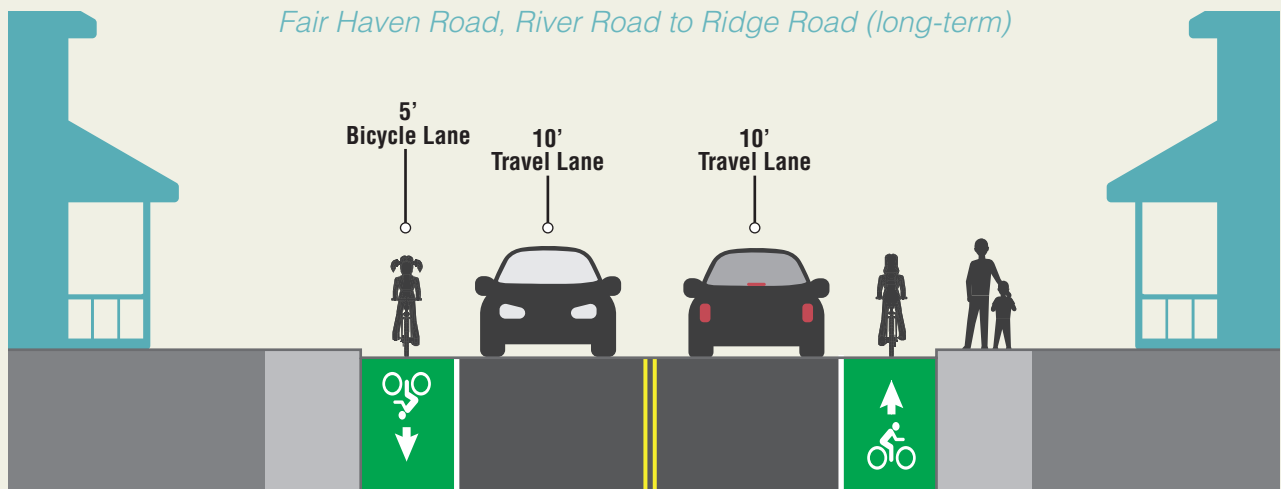 Fair Haven Road, River Road to Ridge Road (long-term)
5’
Bicycle Lane
10’
Travel Lane
10’
Travel Lane